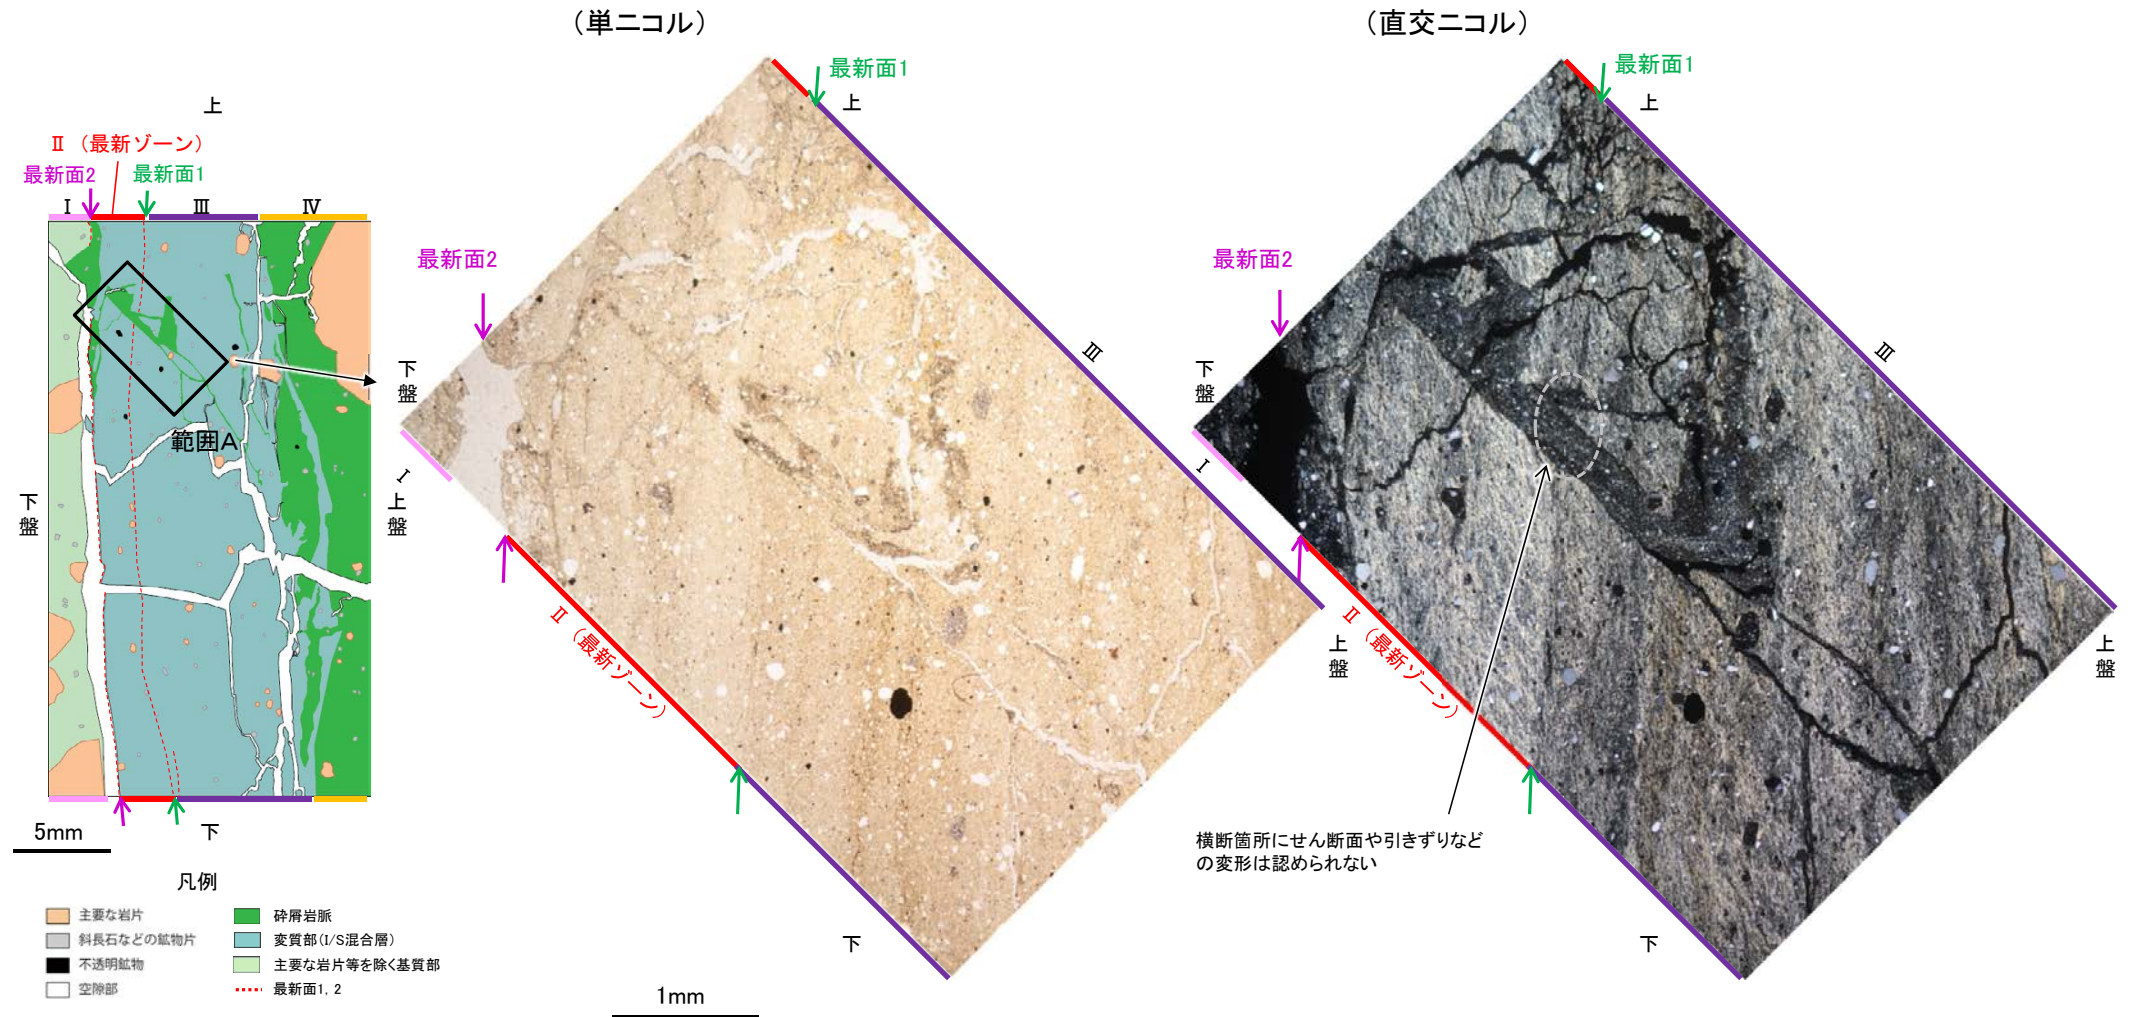 (単ニコル)
(直交ニコル)
上
Ⅱ (最新ゾーン)
最新面2
最新面1
Ⅰ
Ⅲ
Ⅳ
範囲A
下盤
上盤
下
5mm
凡例
主要な岩片
斜長石などの鉱物片
不透明鉱物
空隙部
砕屑岩脈
変質部(I/S混合層)
主要な岩片等を除く基質部
最新面1, 2
最新面1
上
最新面2
下盤
Ⅰ
Ⅲ
Ⅱ (最新ゾーン)
上盤
下
1mm
最新面1
上
最新面2
下盤
Ⅰ
Ⅲ
Ⅱ (最新ゾーン)
上盤
下
横断箇所にせん断面や引きずりなど
の変形は認められない